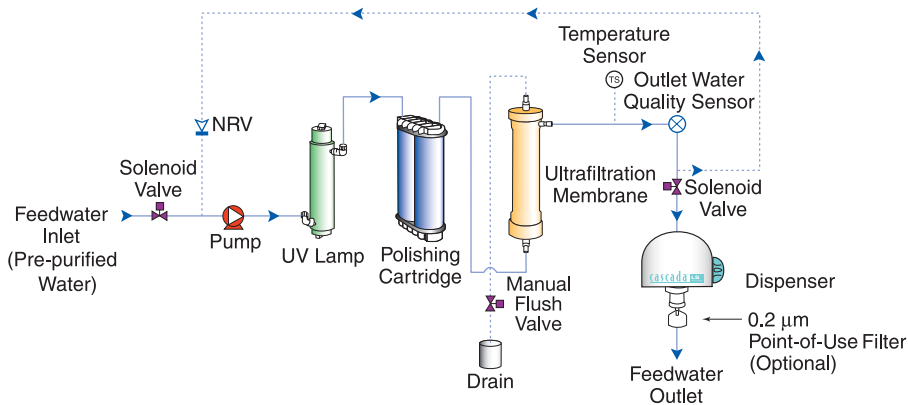 Temperature
Sensor
TS
Outlet Water
Quality Sensor
NRV
Solenoid
Valve
Ultrafiltration
Membrane
Solenoid
Valve
Feedwater
Inlet
(Pre-purified
Water)
Pump
UV Lamp
Polishing
Cartridge
Manual
Flush
Valve
cascada
Dispenser
0.2 µm
Point-of-Use Filter
(Optional)
Drain
Feedwater
Outlet